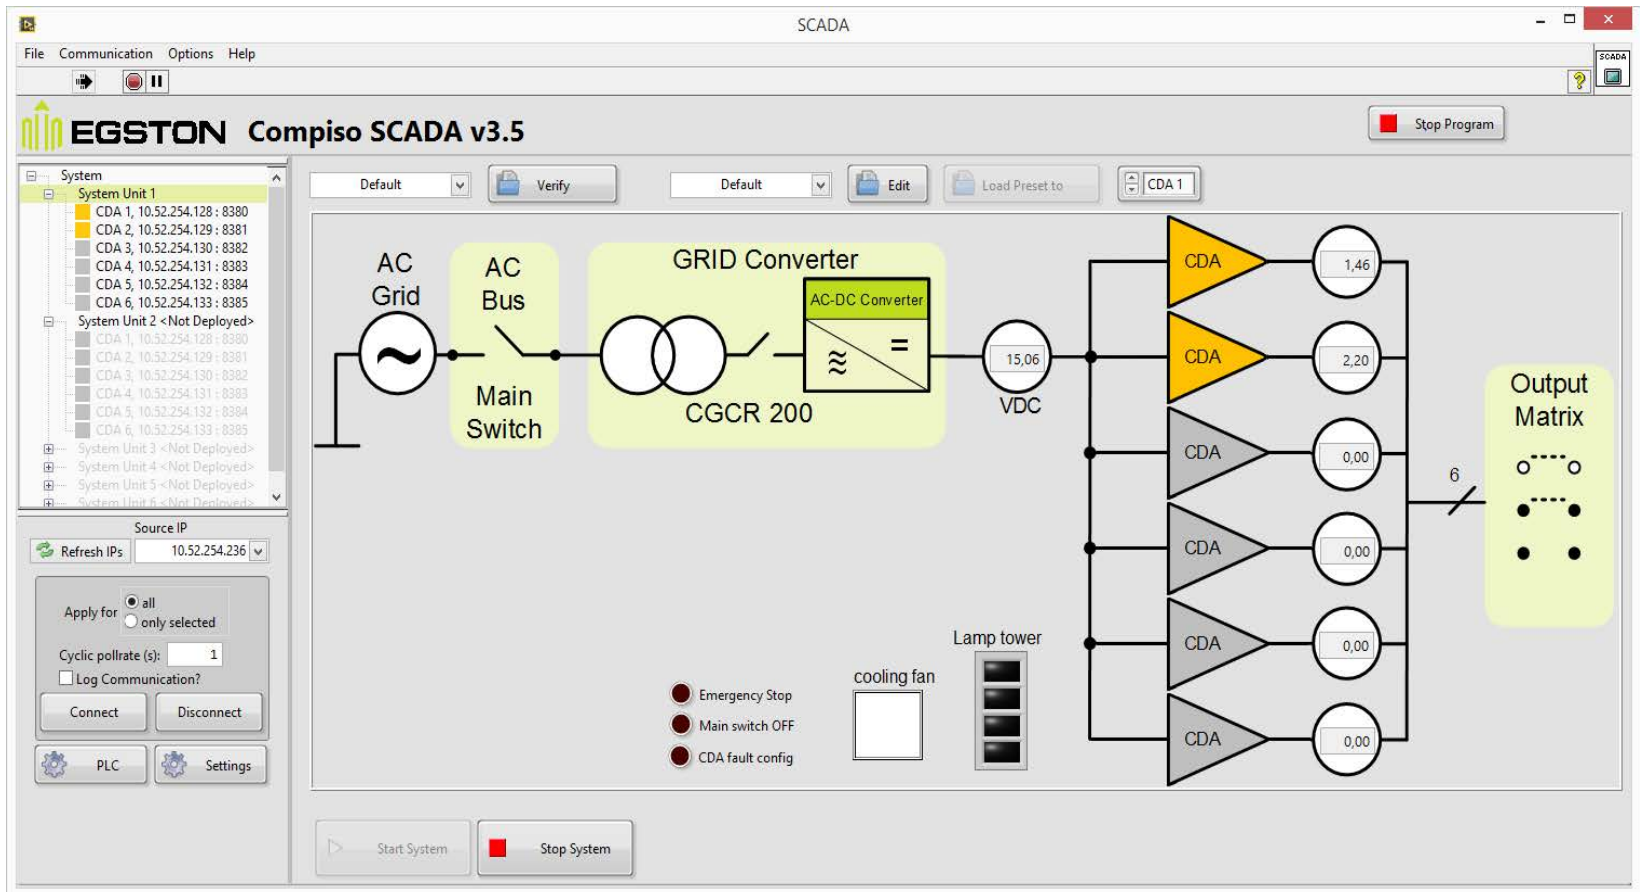 SCADA
File Communication Options Help
SCADA
EGSTON Compiso SCADA v3.5
Stop Program
System
System Unit 1
CDA 1, 10.52.254.128 : 8380
CDA 2, 10.52.254.129 : 8381
CDA 3, 10.52.254.130 : 8382
CDA 4, 10.52.254.131 : 8383
CDA 5, 10.52.254.132 : 8384
CDA 6, 10.52.254.133 : 8385
System Unit 2 <Not Deployed>
CDA 1, 10.52.254.128 : 8380
CDA 2, 10.52.254.129 : 8381
CDA 3, 10.52.254.130 : 8382
CDA 4, 10.52.254.131 : 8383
CDA 5, 10.52.254.132 : 8384
CDA 6, 10.52.254.133 : 8385
System Unit 3 <Not Deployed>
System Unit 4 <Not Deployed>
System Unit 5 <Not Deployed>
System Unit 6 <Not Deployed>
Source IP
Refresh IPs 10.52.254.236
Apply for
all
only selected
Cyclic pollrate (s): 1
Log Communication?
Connect Disconnect
PLC Settings
Default Verify Default Edit Load Preset to CDA 1
AC
Grid
AC
Bus
Main
Switch
GRID Converter
AC-DC Converter
CGCR 200
15,06
VDC
CDA 1,46
CDA 2,20
CDA 0,00
CDA 0,00
CDA 0,00
CDA 0,00
6
Output
Matrix
Emergency Stop
Main switch OFF
CDA fault config
cooling fan
Lamp tower
Start System Stop System